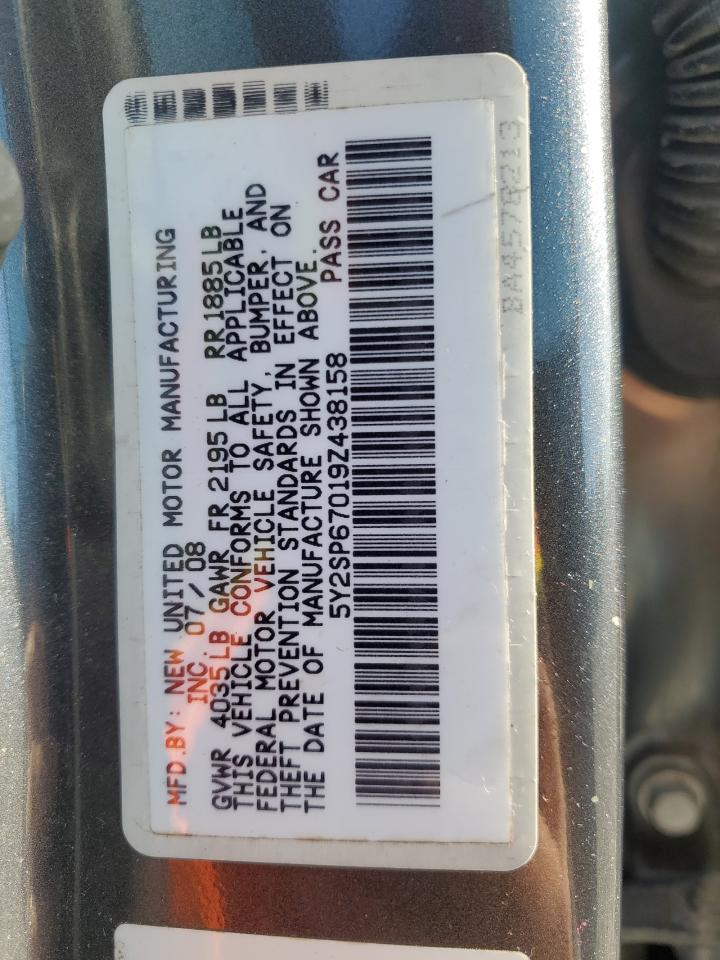 MFD.BY: NEW UNITED MOTOR MANUFACTURING
INC. 07/08
GVWR 4035LB GAWR FR 2195LB RR1885LB
THIS VEHICLE CONFORMS TO ALL APPLICABLE
FEDERAL MOTOR VEHICLE SAFETY, BUMPER, AND
THEFT PREVENTION STANDARDS IN EFFECT ON
THE DATE OF MANUFACTURE SHOWN ABOVE.
5Y2SP67019Z438158 PASS CAR